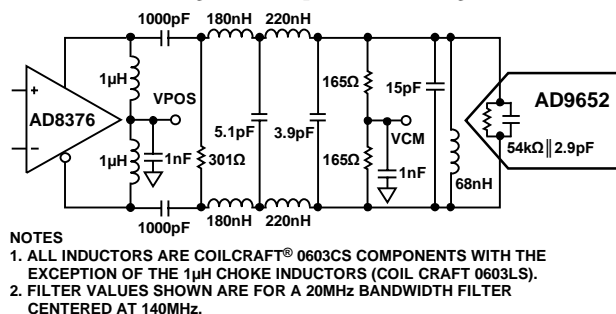 1000pF 180nH 220nH
1µH
165Ω
15pF
AD9652
VPOS
AD8376
5.1pF
3.9pF
VCM
54kΩ║2.9pF
1µH
1nF
301Ω
165Ω
1nF
68nH
1000pF
180nH 220nH
NOTES
1. ALL INDUCTORS ARE COILCRAFT® 0603CS COMPONENTS WITH THE
EXCEPTION OF THE 1µH CHOKE INDUCTORS (COIL CRAFT 0603LS).
2. FILTER VALUES SHOWN ARE FOR A 20MHz BANDWIDTH FILTER
CENTERED AT 140MHz.